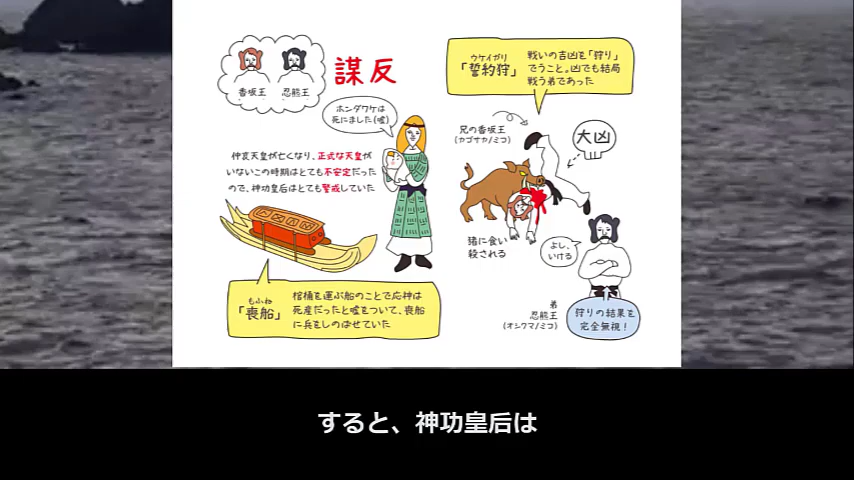 香坂王
忍熊王
謀反
ホンダワケは
死にました(嘘)
仲哀天皇が亡くなり、正式な天皇が
いないこの時期はとても不安定だった
ので、神功皇后はとても警戒していた
もふね
「喪船」
棺桶を運ぶ船のことで応神は
死産だったと嘘をついて、喪船
に兵をしのばせていた
ウケイガリ
「誓約狩」
戦いの吉凶を「狩り」
でうこと。凶でも結局
戦う弟であった
兄の香坂王
(カゴサカノミコ)
大凶
猪に食い
殺される
よし、
いける
弟
忍熊王
(オシクマノミコ)
狩りの結果を
完全無視!
すると、神功皇后は